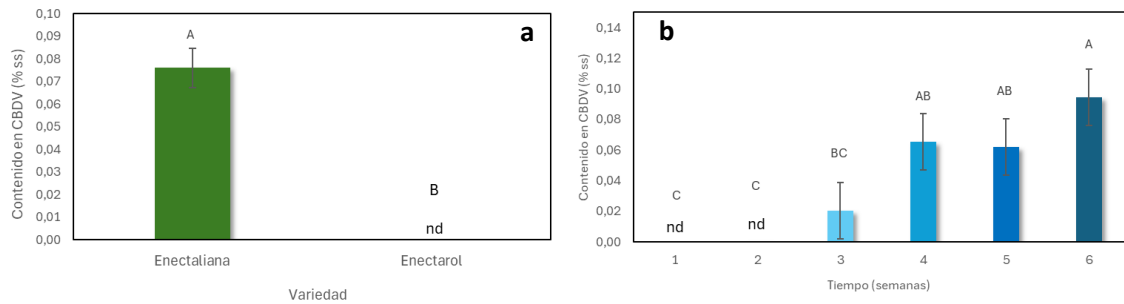 a
Contenido en CBDV (% ss)
0,10
0,09
0,08
0,07
0,06
0,05
0,04
0,03
0,02
0,01
0,00
A
B
nd
Enectaliana Enectarol
Variedad
b
Contenido en CBDV (% ss)
0,14
0,12
0,10
0,08
0,06
0,04
0,02
0,00
C
nd
C
nd
BC
AB
AB
A
1 2 3 4 5 6
Tiempo (semanas)